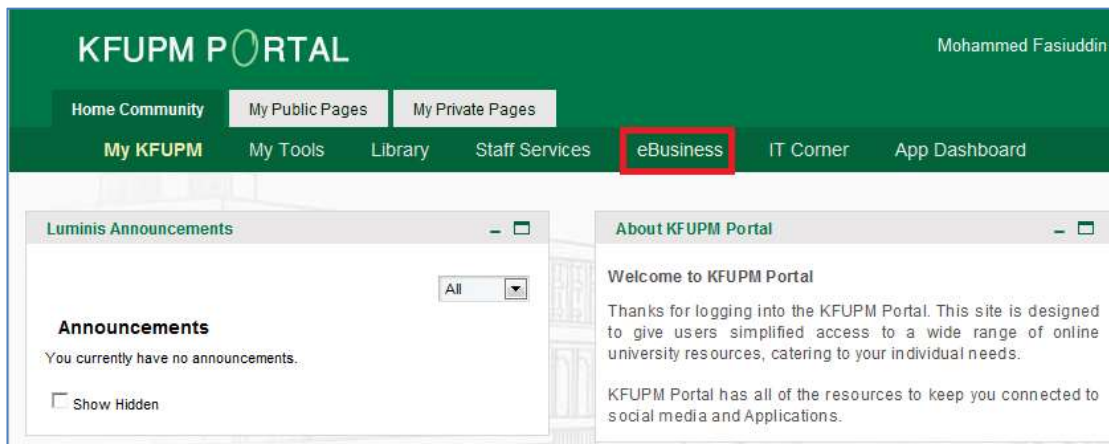 KFUPM PORTAL
Mohammed Fasiuddin
Home Community My Public Pages My Private Pages
My KFUPM My Tools Library Staff Services eBusiness IT Corner App Dashboard
Luminis Announcements
All
Announcements
You currently have no announcements.
Show Hidden
About KFUPM Portal
Welcome to KFUPM Portal
Thanks for logging into the KFUPM Portal. This site is designed
to give users simplified access to a wide range of online
university resources, catering to your individual needs.
KFUPM Portal has all of the resources to keep you connected to
social media and Applications.